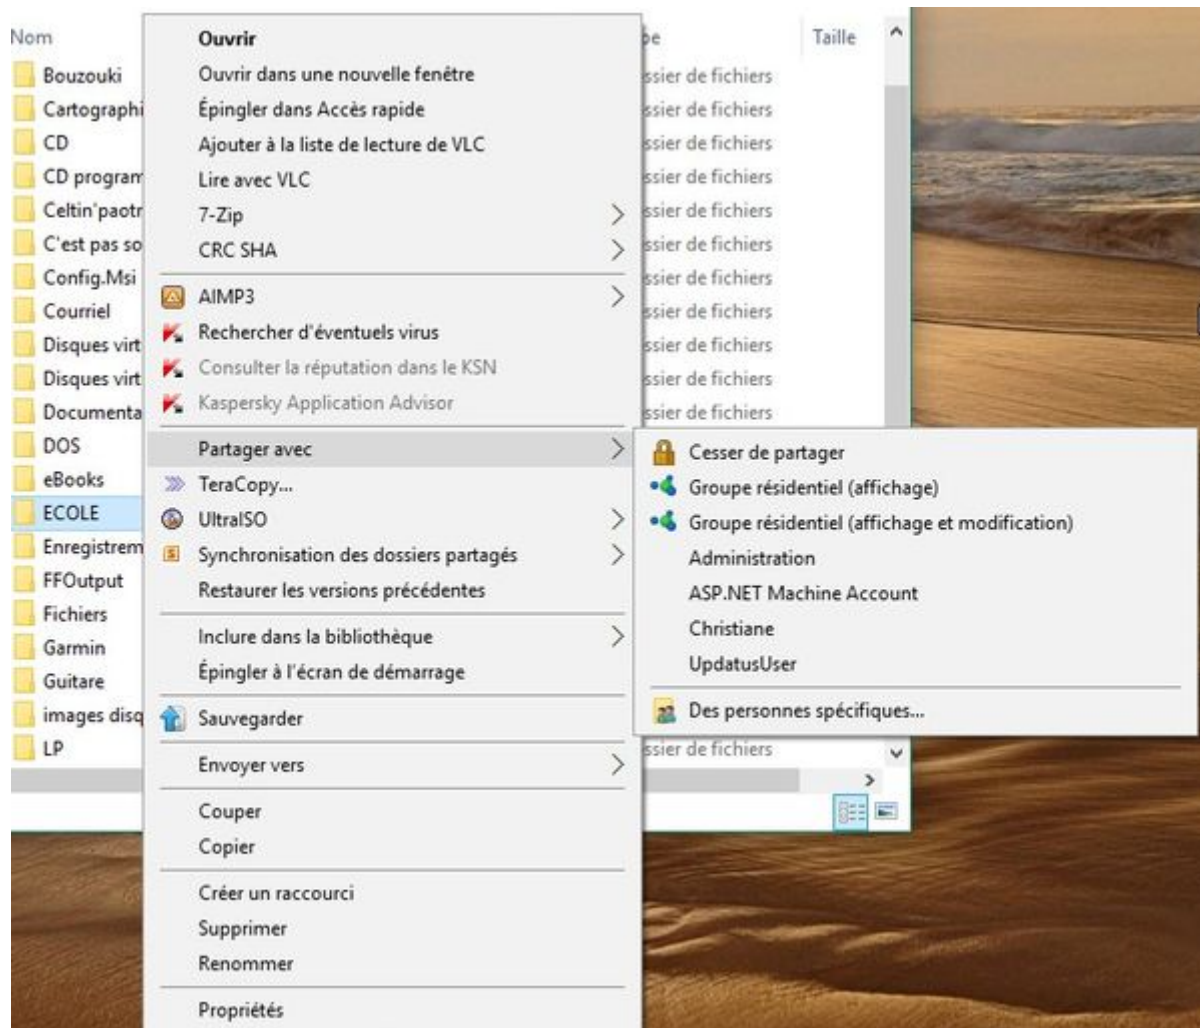 Nom
Taille
Bouzouki
ssier de fichiers
Cartographi
ssier de fichiers
CD
ssier de fichiers
CD program
ssier de fichiers
Celtin'paotr
ssier de fichiers
C'est pas so
ssier de fichiers
Config.Msi
ssier de fichiers
Courriel
ssier de fichiers
Disques virt
ssier de fichiers
Disques virt
ssier de fichiers
Documenta
ssier de fichiers
DOS
eBooks
ECOLE
Enregistrem
FFOutput
Fichiers
Garmin
Guitare
images disq
LP
ssier de fichiers
Ouvrir
Ouvrir dans une nouvelle fenêtre
Épingler dans Accès rapide
Ajouter à la liste de lecture de VLC
Lire avec VLC
7-Zip
CRC SHA
AIMP3
Rechercher d'éventuels virus
Consulter la réputation dans le KSN
Kaspersky Application Advisor
Partager avec
TeraCopy...
UltraISO
Synchronisation des dossiers partagés
Restaurer les versions précédentes
Inclure dans la bibliothèque
Épingler à l'écran de démarrage
Sauvegarder
Envoyer vers
Couper
Copier
Créer un raccourci
Supprimer
Renommer
Propriétés
Cesser de partager
Groupe résidentiel (affichage)
Groupe résidentiel (affichage et modification)
Administration
ASP.NET Machine Account
Christiane
UpdatusUser
Des personnes spécifiques...